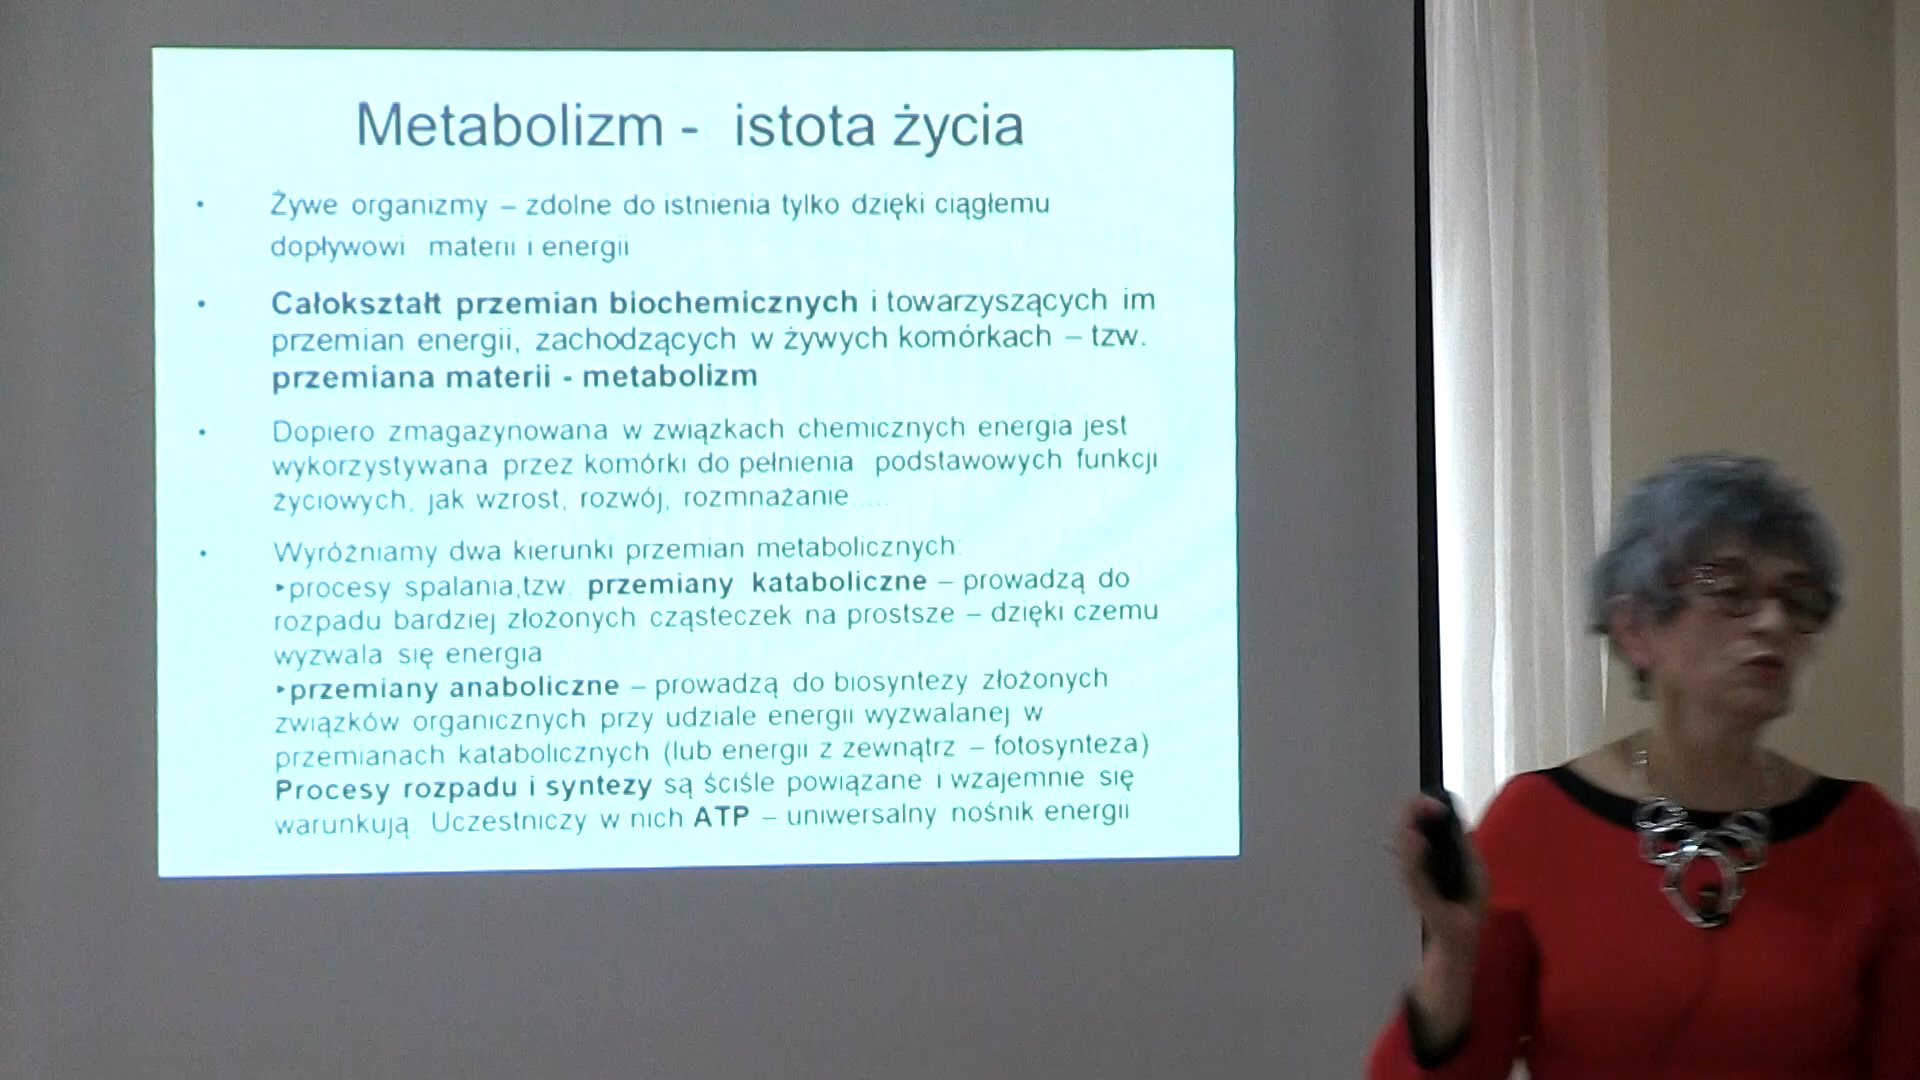 Metabolizm - istota życia
• Żywe organizmy – zdolne do istnienia tylko dzięki ciągłemu
dopływowi materii i energii
• Całokształt przemian biochemicznych i towarzyszących im
przemian energii, zachodzących w żywych komórkach – tzw.
przemiana materii - metabolizm
• Dopiero zmagazynowana w związkach chemicznych energia jest
wykorzystywana przez komórki do pełnienia podstawowych funkcji
życiowych, jak wzrost, rozwój, rozmnażanie.....
• Wyróżniamy dwa kierunki przemian metabolicznych:
‣procesy spalania,tzw. przemiany kataboliczne – prowadzą do
rozpadu bardziej złożonych cząsteczek na prostsze – dzięki czemu
wyzwala się energia
‣przemiany anaboliczne – prowadzą do biosyntezy złożonych
związków organicznych przy udziale energii wyzwalanej w
przemianach katabolicznych (lub energii z zewnątrz – fotosynteza)
Procesy rozpadu i syntezy są ściśle powiązane i wzajemnie się
warunkują. Uczestniczy w nich ATP – uniwersalny nośnik energii